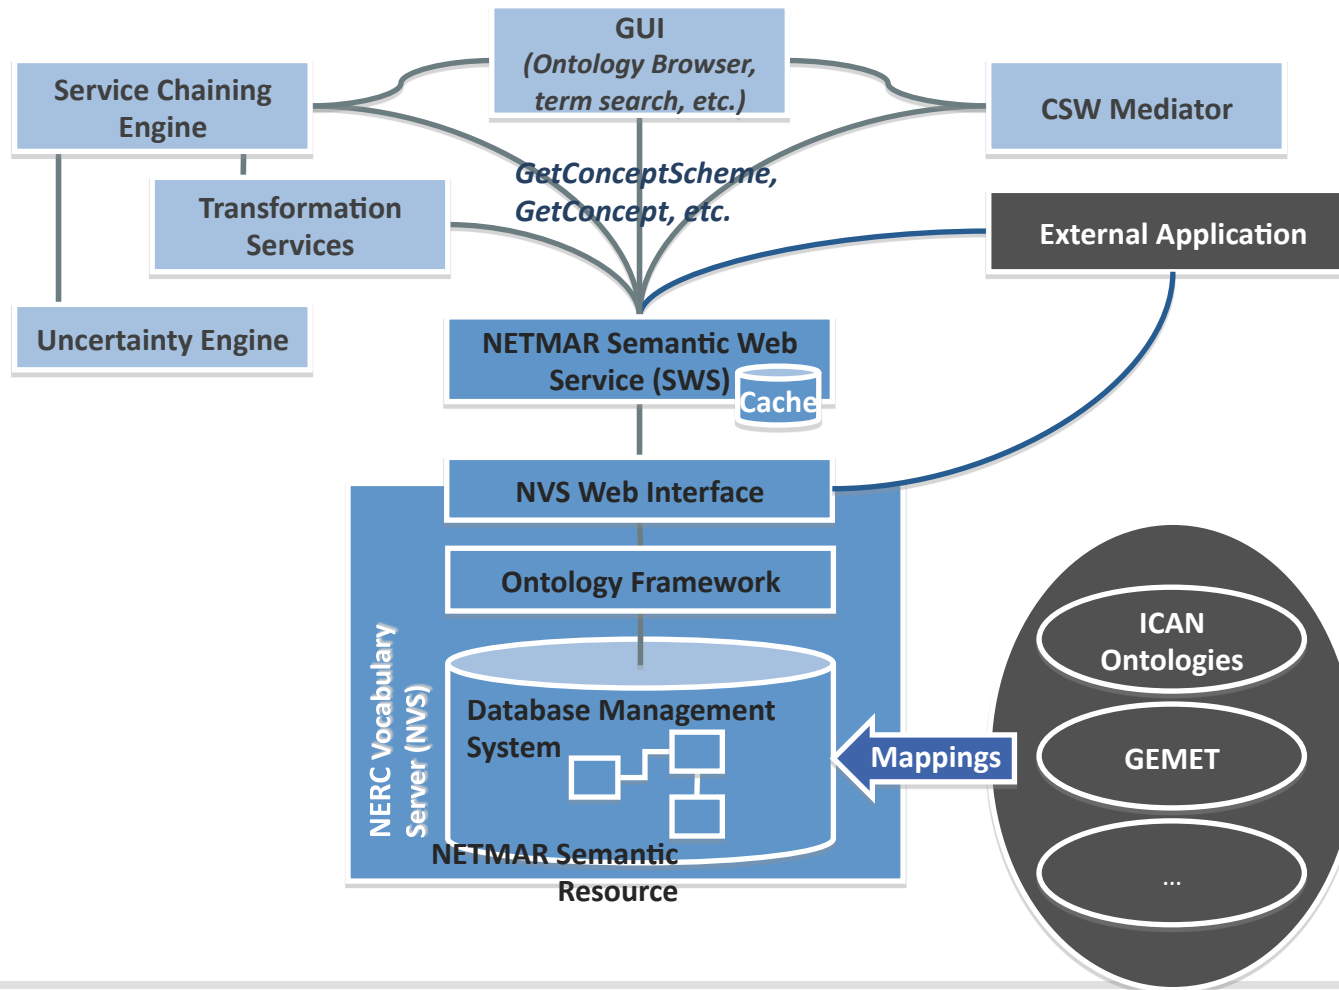 GUI
(Ontology Browser,
term search, etc.)
Service Chaining
Engine
CSW Mediator
GetConceptScheme,
GetConcept, etc.
Transformation
Services
External Application
Uncertainty Engine
NETMAR Semantic Web
Service (SWS)
Cache
NVS Web Interface
Ontology Framework
NERC Vocabulary
Server (NVS)
Database Management
System
NETMAR Semantic
Resource
Mappings
ICAN
Ontologies
GEMET
...